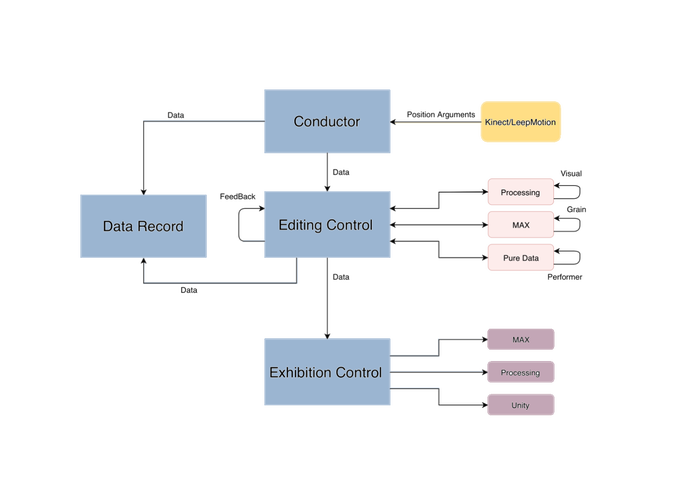 Data
Conductor
Position Arguments
Kinect/LeepMotion
Data
Data Record
FeedBack
Editing Control
Processing
Visual
MAX
Grain
Pure Data
Performer
Data
Data
Exhibition Control
MAX
Processing
Unity